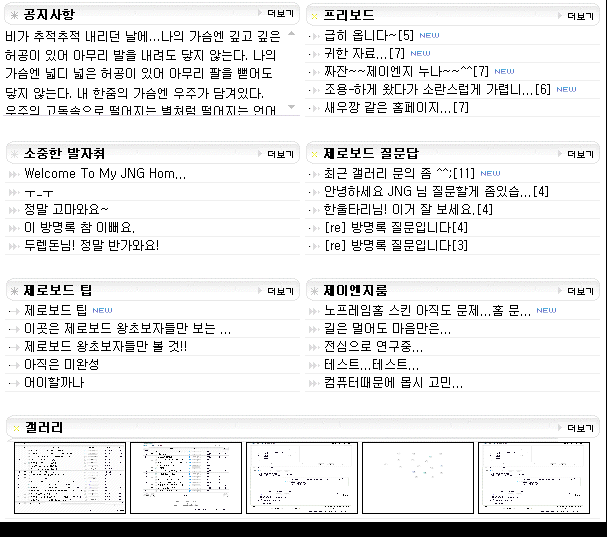 공지사항 더보기
비가 추적추적 내리던 날에...나의 가슴엔 깊고 깊은
허공이 있어 아무리 발을 내려도 닿지 않는다. 나의
가슴엔 넓디 넓은 허공이 있어 아무리 팔을 뻗어도
닿지 않는다. 내 한줌의 가슴엔 우주가 담겨있다.
우주의 고독속으로 떨어지는 별처럼 떨어지는 언어
프리보드 더보기
급히 옵니다~[5] NEW
귀한 자료...[7] NEW
짜잔~~제이엔지 누나~~^^[7] NEW
조용-하게 왔다가 소란스럽게 가렵니...[6] NEW
새우깡 같은 홈페이지...[7]
소중한 발자취 더보기
Welcome To My JNG Hom...
ㅜ_ㅜ
정말 고마와요~
이 방명록 참 이뻐요.
두렙돈님! 정말 반가와요!
제로보드 질문답 더보기
최근 갤러리 문의 좀 ^^;[11] NEW
안녕하세요 JNG 님 질문할게 좀있습...[4]
한울타리님! 이거 잘 보세요.[4]
[re] 방명록 질문입니다[4]
[re] 방명록 질문입니다[3]
제로보드 팁 더보기
제로보드 팁 NEW
이곳은 제로보드 왕초보자들만 보는 ...
제로보드 왕초보자들만 볼 것!!
아직은 미완성
어이할까나
제이엔지룸 더보기
노프레임홈 스킨 아직도 문제...홈 문... NEW
길은 멀어도 마음만은...
전심으로 연구중...
테스트...테스트...
컴퓨터때문에 몹시 고민...
갤러리 더보기